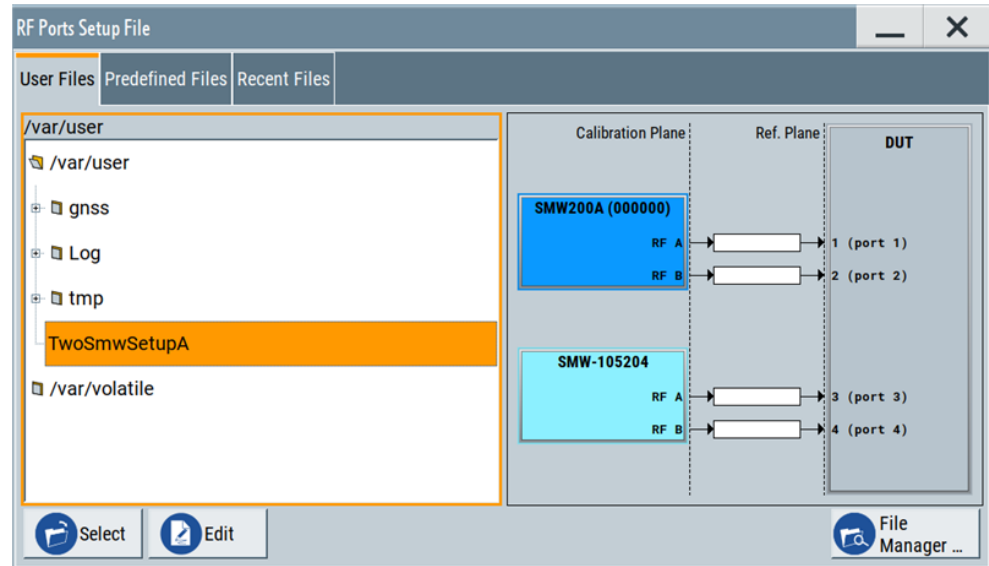 RF Ports Setup File
User Files Predefined Files Recent Files
/var/user
/var/user
gnss
Log
tmp
TwoSmwSetupA
/var/volatile
Calibration Plane Ref. Plane
DUT
SMW200A (000000)
RF A 1 (port 1)
RF B 2 (port 2)
SMW-105204
RF A 3 (port 3)
RF B 4 (port 4)
Select Edit
File
Manager ...